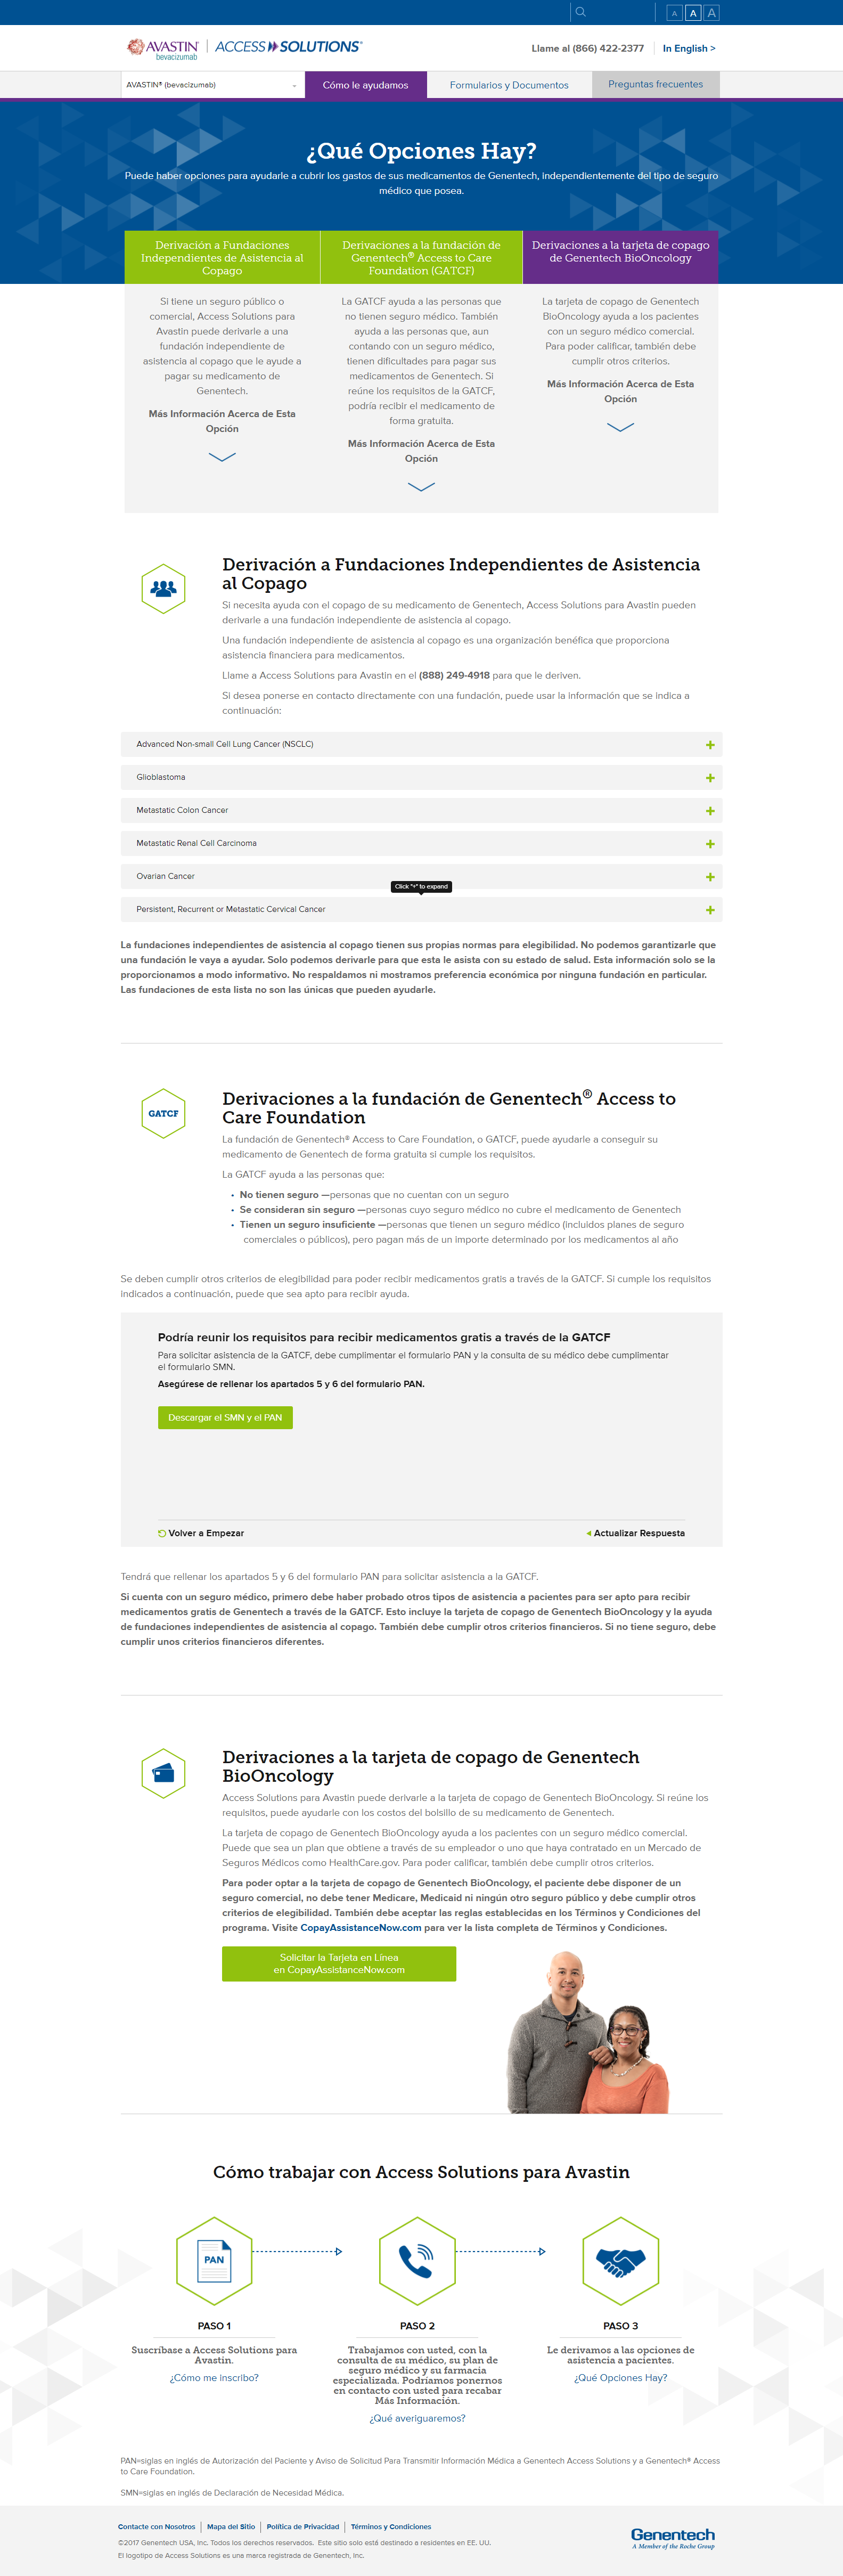 A A A
AVASTIN® bevacizumab | ACCESS SOLUTIONS®
Llame al (866) 422-2377 In English >
AVASTIN® (bevacizumab)
Cómo le ayudamos
Formularios y Documentos
Preguntas frecuentes
¿Qué Opciones Hay?
Puede haber opciones para ayudarle a cubrir los gastos de sus medicamentos de Genentech, independientemente del tipo de seguro
médico que posea.
Derivación a Fundaciones
Independientes de Asistencia al
Copago
Si tiene un seguro público o
comercial, Access Solutions para
Avastin puede derivarle a una
fundación independiente de
asistencia al copago que le ayude a
pagar su medicamento de
Genentech.
Más Información Acerca de Esta
Opción
Derivaciones a la fundación de
Genentech® Access to Care
Foundation (GATCF)
La GATCF ayuda a las personas que
no tienen seguro médico. También
ayuda a las personas que, aun
contando con un seguro médico,
tienen dificultades para pagar sus
medicamentos de Genentech. Si
reúne los requisitos de la GATCF,
podría recibir el medicamento de
forma gratuita.
Más Información Acerca de Esta
Opción
Derivaciones a la tarjeta de copago
de Genentech BioOncology
La tarjeta de copago de Genentech
BioOncology ayuda a los pacientes
con un seguro médico comercial.
Para poder calificar, también debe
cumplir otros criterios.
Más Información Acerca de Esta
Opción
Derivación a Fundaciones Independientes de Asistencia
al Copago
Si necesita ayuda con el copago de su medicamento de Genentech, Access Solutions para Avastin pueden
derivarle a una fundación independiente de asistencia al copago.
Una fundación independiente de asistencia al copago es una organización benéfica que proporciona
asistencia financiera para medicamentos.
Llame a Access Solutions para Avastin en el (888) 249-4918 para que le deriven.
Si desea ponerse en contacto directamente con una fundación, puede usar la información que se indica a
continuación:
Advanced Non-small Cell Lung Cancer (NSCLC)
Glioblastoma
Metastatic Colon Cancer
Metastatic Renal Cell Carcinoma
Ovarian Cancer
Click "+" to expand
Persistent, Recurrent or Metastatic Cervical Cancer
La fundaciones independientes de asistencia al copago tienen sus propias normas para elegibilidad. No podemos garantizarle que
una fundación le vaya a ayudar. Solo podemos derivarle para que esta le asista con su estado de salud. Esta información solo se la
proporcionamos a modo informativo. No respaldamos ni mostramos preferencia económica por ninguna fundación en particular.
Las fundaciones de esta lista no son las únicas que pueden ayudarle.
GATCF
Derivaciones a la fundación de Genentech® Access to
Care Foundation
La fundación de Genentech® Access to Care Foundation, o GATCF, puede ayudarle a conseguir su
medicamento de Genentech de forma gratuita si cumple los requisitos.
La GATCF ayuda a las personas que:
• No tienen seguro —personas que no cuentan con un seguro
• Se consideran sin seguro —personas cuyo seguro médico no cubre el medicamento de Genentech
• Tienen un seguro insuficiente —personas que tienen un seguro médico (incluidos planes de seguro
comerciales o públicos), pero pagan más de un importe determinado por los medicamentos al año
Se deben cumplir otros criterios de elegibilidad para poder recibir medicamentos gratis a través de la GATCF. Si cumple los requisitos
indicados a continuación, puede que sea apto para recibir ayuda.
Podría reunir los requisitos para recibir medicamentos gratis a través de la GATCF
Para solicitar asistencia de la GATCF, debe cumplimentar el formulario PAN y la consulta de su médico debe cumplimentar
el formulario SMN.
Asegúrese de rellenar los apartados 5 y 6 del formulario PAN.
Descargar el SMN y el PAN
Volver a Empezar
Actualizar Respuesta
Tendrá que rellenar los apartados 5 y 6 del formulario PAN para solicitar asistencia a la GATCF.
Si cuenta con un seguro médico, primero debe haber probado otros tipos de asistencia a pacientes para ser apto para recibir
medicamentos gratis de Genentech a través de la GATCF. Esto incluye la tarjeta de copago de Genentech BioOncology y la ayuda
de fundaciones independientes de asistencia al copago. También debe cumplir otros criterios financieros. Si no tiene seguro, debe
cumplir unos criterios financieros diferentes.
Derivaciones a la tarjeta de copago de Genentech
BioOncology
Access Solutions para Avastin puede derivarle a la tarjeta de copago de Genentech BioOncology. Si reúne los
requisitos, puede ayudarle con los costos del bolsillo de su medicamento de Genentech.
La tarjeta de copago de Genentech BioOncology ayuda a los pacientes con un seguro médico comercial.
Puede que sea un plan que obtiene a través de su empleador o uno que haya contratado en un Mercado de
Seguros Médicos como HealthCare.gov. Para poder calificar, también debe cumplir otros criterios.
Para poder optar a la tarjeta de copago de Genentech BioOncology, el paciente debe disponer de un
seguro comercial, no debe tener Medicare, Medicaid ni ningún otro seguro público y debe cumplir otros
criterios de elegibilidad. También debe aceptar las reglas establecidas en los Términos y Condiciones del
programa. Visite CopayAssistanceNow.com para ver la lista completa de Términos y Condiciones.
Solicitar la Tarjeta en Línea
en CopayAssistanceNow.com
Cómo trabajar con Access Solutions para Avastin
PAN
PASO 1
Suscríbase a Access Solutions para
Avastin.
¿Cómo me inscribo?
PASO 2
Trabajamos con usted, con la
consulta de su médico, su plan de
seguro médico y su farmacia
especializada. Podríamos ponernos
en contacto con usted para recabar
Más Información.
¿Qué averiguaremos?
PASO 3
Le derivamos a las opciones de
asistencia a pacientes.
¿Qué Opciones Hay?
PAN=siglas en inglés de Autorización del Paciente y Aviso de Solicitud Para Transmitir Información Médica a Genentech Access Solutions y a Genentech® Access
to Care Foundation.
SMN=siglas en inglés de Declaración de Necesidad Médica.
Contacte con Nosotros | Mapa del Sitio | Política de Privacidad | Términos y Condiciones
©2017 Genentech USA, Inc. Todos los derechos reservados. Este sitio solo está destinado a residentes en EE. UU.
El logotipo de Access Solutions es una marca registrada de Genentech, Inc.
Genentech
A Member of the Roche Group